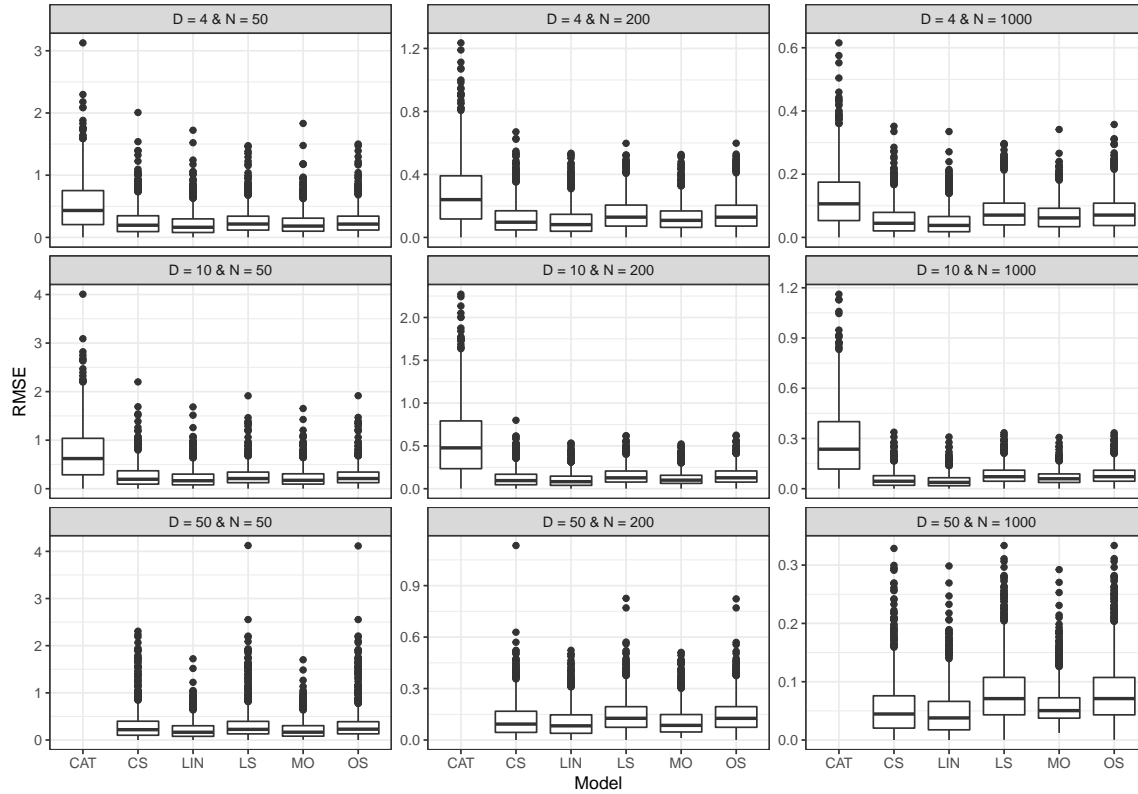 D = 4 & N = 50
D = 4 & N = 200
D = 4 & N = 1000
3
2
1
0
1.2
0.8
0.4
0.0
0.6
0.4
0.2
0.0
D = 10 & N = 50
D = 10 & N = 200
D = 10 & N = 1000
4
3
2
1
0
2.0
1.5
1.0
0.5
0.0
1.2
0.9
0.6
0.3
0.0
RMSE
D = 50 & N = 50
D = 50 & N = 200
D = 50 & N = 1000
4
3
2
1
0
0.9
0.6
0.3
0.0
0.3
0.2
0.1
0.0
CAT CS LIN LS MO OS
CAT CS LIN LS MO OS
CAT CS LIN LS MO OS
Model